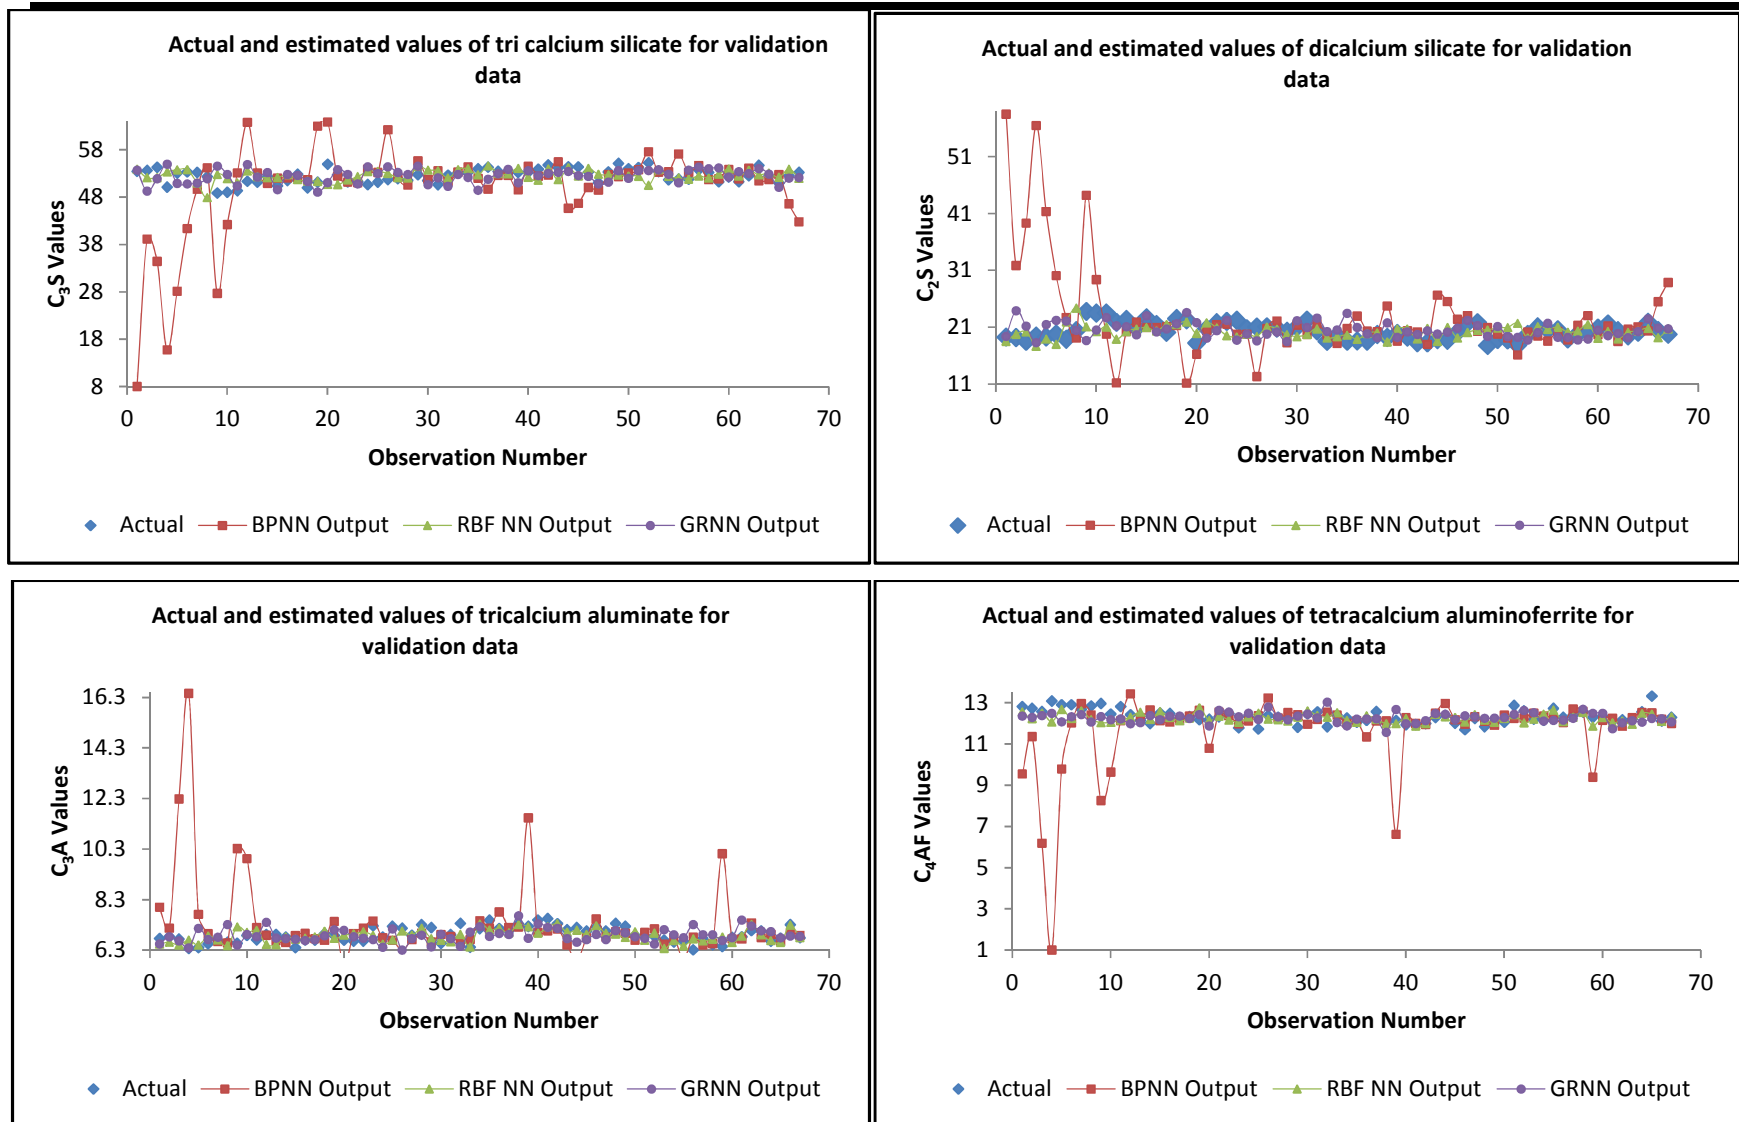 Actual and estimated values of tri calcium silicate for validation
data
C₃S Values
58
48
38
28
18
8
0 10 20 30 40 50 60 70
Observation Number
Actual BPNN Output RBF NN Output GRNN Output
Actual and estimated values of dicalcium silicate for validation
data
C₂S Values
51
41
31
21
11
0 10 20 30 40 50 60 70
Observation Number
Actual BPNN Output RBF NN Output GRNN Output
Actual and estimated values of tricalcium aluminate for
validation data
C₃A Values
16.3
14.3
12.3
10.3
8.3
6.3
0 10 20 30 40 50 60 70
Observation Number
Actual BPNN Output RBF NN Output GRNN Output
Actual and estimated values of tetracalcium aluminoferrite for
validation data
C₄AF Values
13
11
9
7
5
3
1
0 10 20 30 40 50 60 70
Observation Number
Actual BPNN Output RBF NN Output GRNN Output